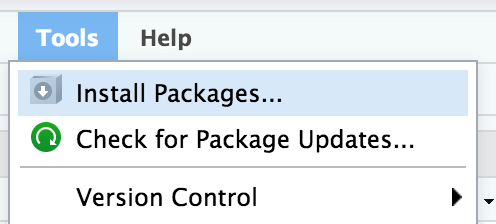 Tools Help
Install Packages...
Check for Package Updates...
Version Control